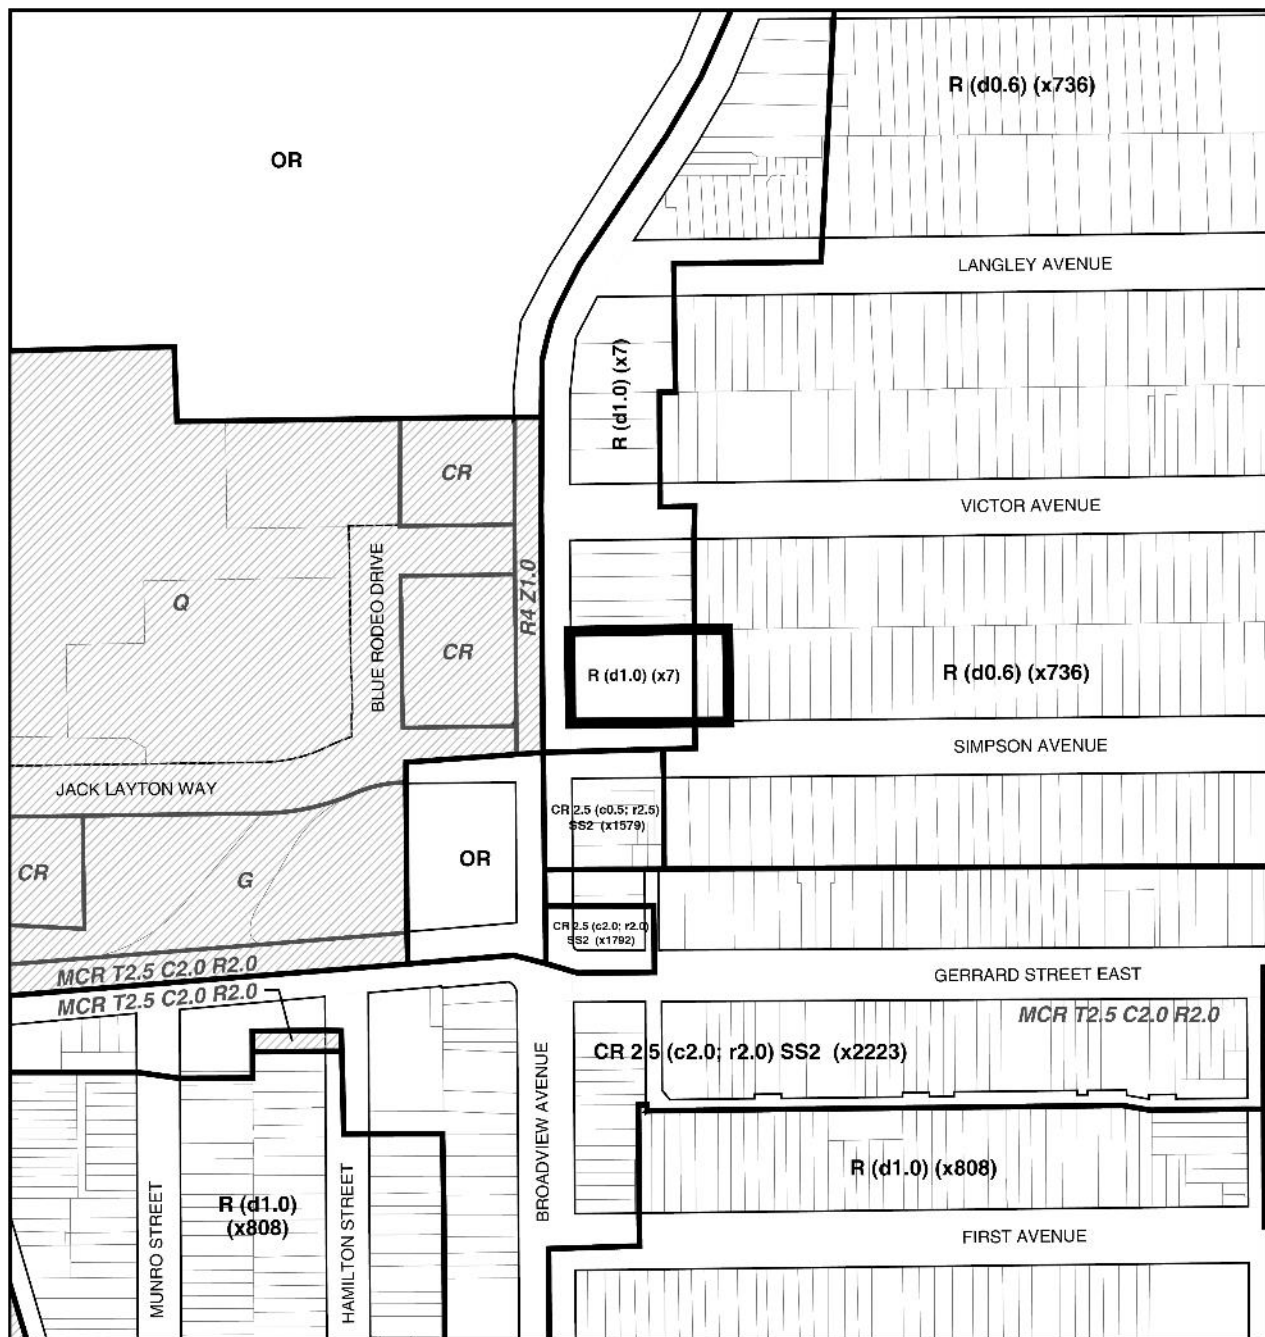 R (d0.6) (x736)
OR
LANGLEY AVENUE
R (d1.0) (x7)
CR
VICTOR AVENUE
R4 Z1.0
BLUE RODEO DRIVE
Q
CR
R (d1.0) (x7)
R (d0.6) (x736)
SIMPSON AVENUE
JACK LAYTON WAY
CR 2.5 (c0.5; r2.5)
SS2 (x1579)
OR
CR
G
CR 2.5 (c2.0; r2.0)
SS2 (x1792)
MCR T2.5 C2.0 R2.0
GERRARD STREET EAST
MCR T2.5 C2.0 R2.0
MCR T2.5 C2.0 R2.0
CR 2.5 (c2.0; r2.0) SS2 (x2223)
BROADVIEW AVENUE
R (d1.0) (x808)
R (d1.0)
(x808)
MUNRO STREET
HAMILTON STREET
FIRST AVENUE